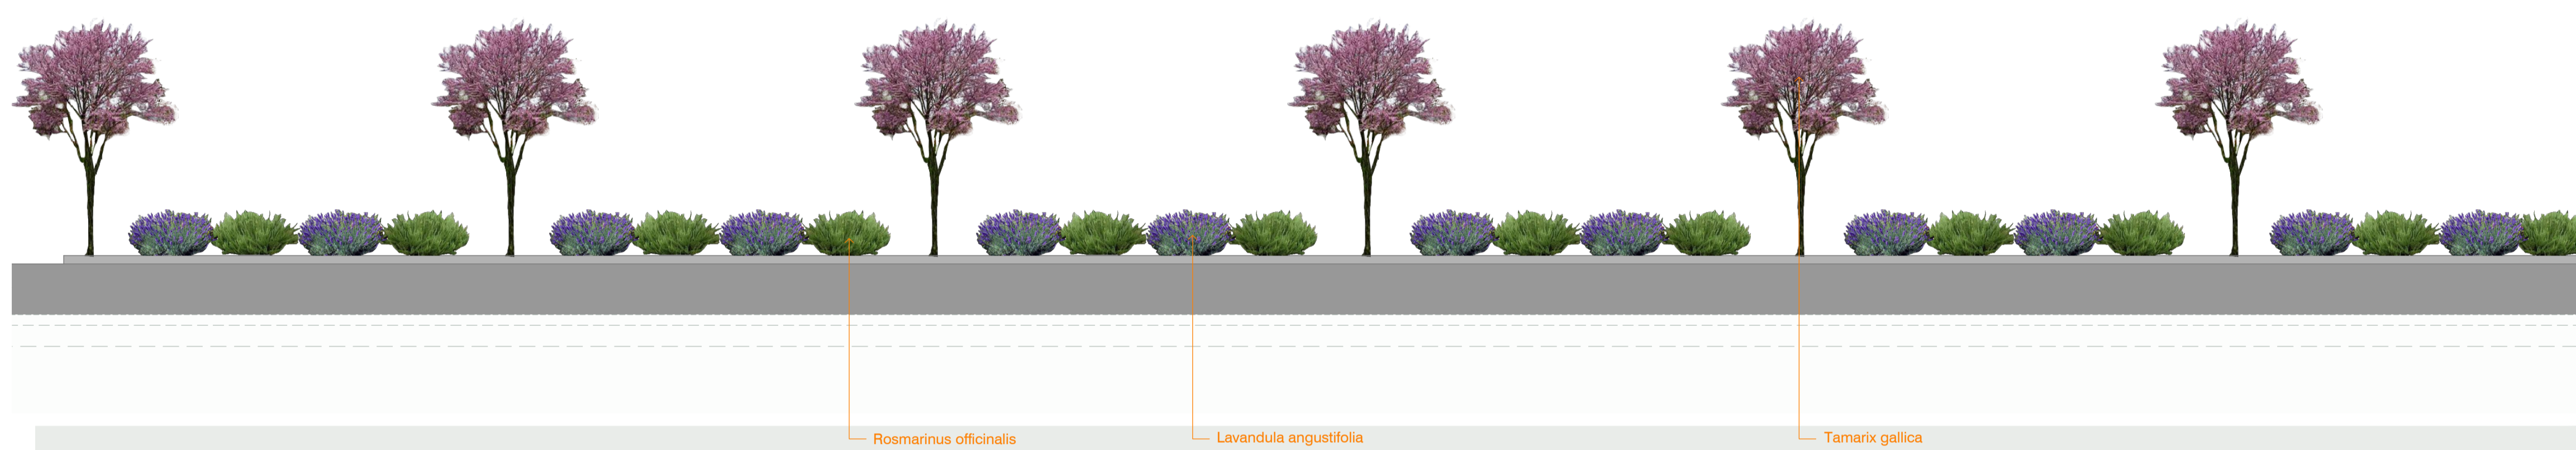 Rosmarinus officinalis
Lavandula angustifolia
Tamarix gallica